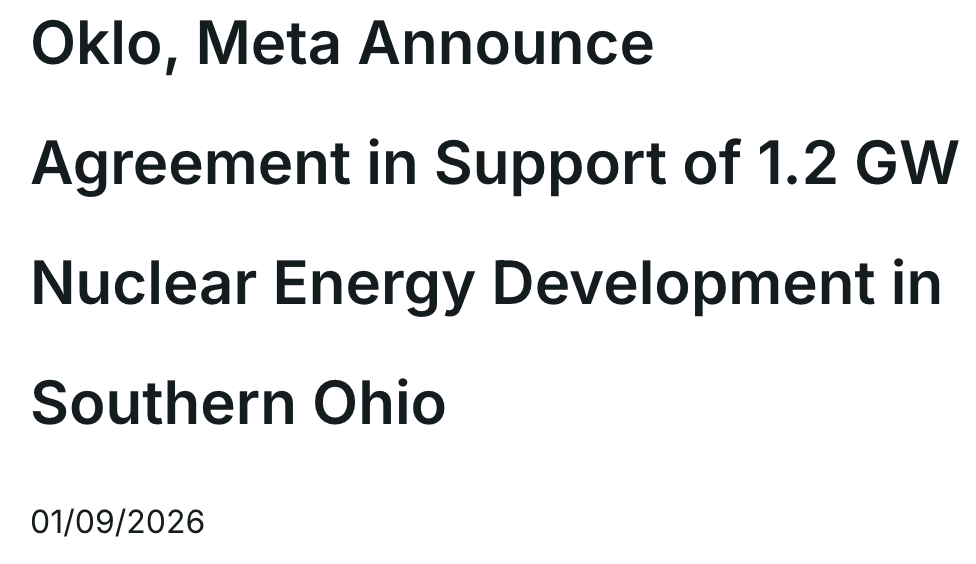 Oklo, Meta Announce
Agreement in Support of 1.2 GW
Nuclear Energy Development in
Southern Ohio
01/09/2026